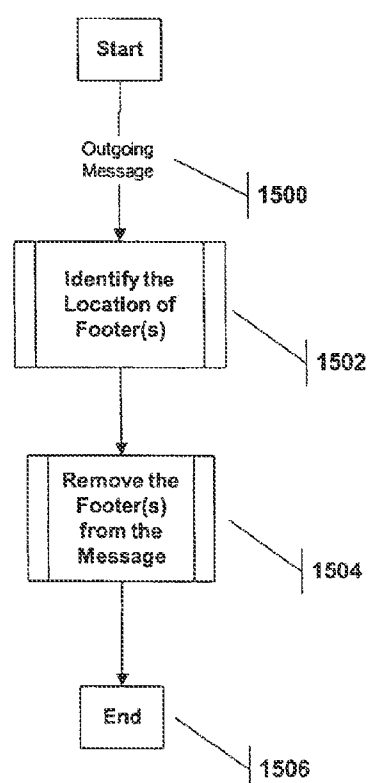 Start
Outgoing
Message
1500
Identify the
Location of
Footer(s)
1502
Remove the
Footer(s)
from the
Message
1504
End
1506